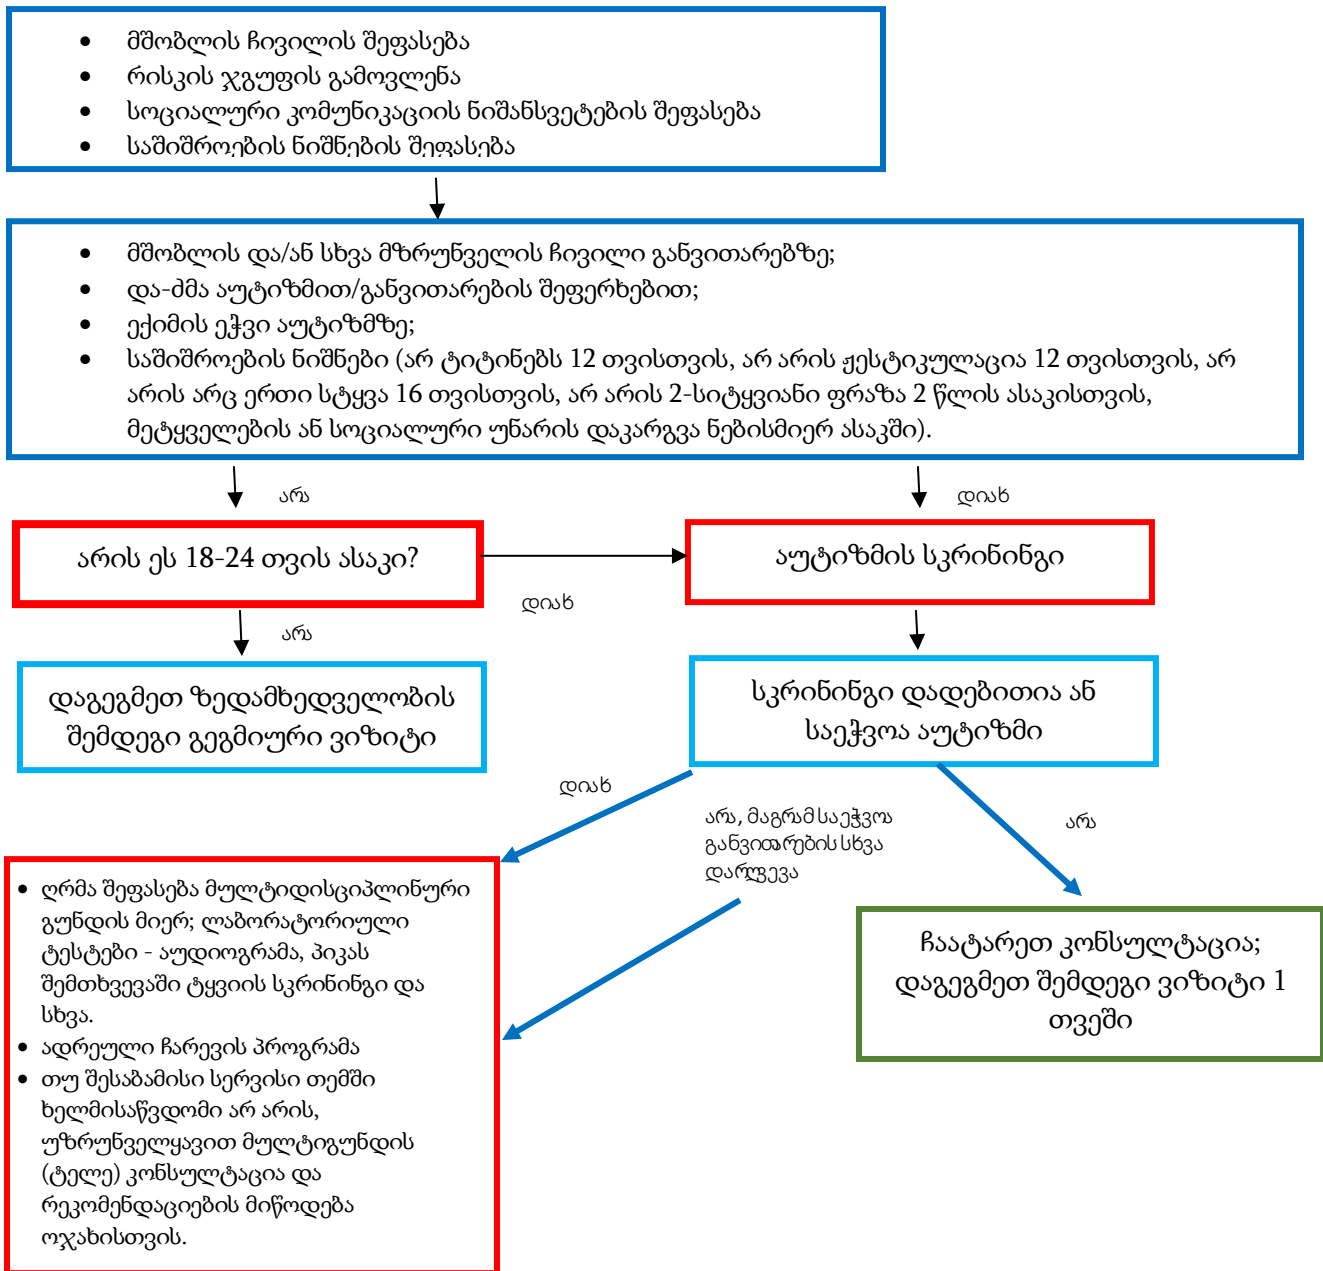 • მშობლის ჩივილის შეფასება
• რისკის ჯგუფის გამოვლენა
• სოციალური კომუნიკაციის ნიშანსვეტების შეფასება
• საშიშროების ნიშნების შეფასება
• მშობლის და/ან სხვა მზრუნველის ჩივილი განვითარებზე;
• და-ძმა აუტიზმით/განვითარების შეფერხებით;
• ექიმის ეჭვი აუტიზმზე;
• საშიშროების ნიშნები (არ ტიტინებს 12 თვისთვის, არ არის ჟესტიკულაცია 12 თვისთვის, არ
არის არც ერთი სტყვა 16 თვისთვის, არ არის 2-სიტყვიანი ფრაზა 2 წლის ასაკისთვის,
მეტყველების ან სოციალური უნარის დაკარგვა ნებისმიერ ასაკში).
არა
დიახ
არის ეს 18-24 თვის ასაკი?
აუტიზმის სკრინინგი
დიახ
არა
დაგეგმეთ ზედამხედველობის
შემდეგი გეგმიური ვიზიტი
სკრინინგი დადებითია ან
საეჭვოა აუტიზმი
დიახ
არა, მაგრამ საეჭვოა
განვითარების სხვა
დარღვევა
არა
• ღრმა შეფასება მულტიდისციპლინური
გუნდის მიერ; ლაბორატორიული
ტესტები - აუდიოგრამა, პიკას
შემთხვევაში ტყვიის სკრინინგი და
სხვა.
• ადრეული ჩარევის პროგრამა
• თუ შესაბამისი სერვისი თემში
ხელმისაწვდომი არ არის,
უზრუნველყავით მულტიგუნდის
(ტელე) კონსულტაცია და
რეკომენდაციების მიწოდება
ოჯახისთვის.
ჩაატარეთ კონსულტაცია;
დაგეგმეთ შემდეგი ვიზიტი 1
თვეში